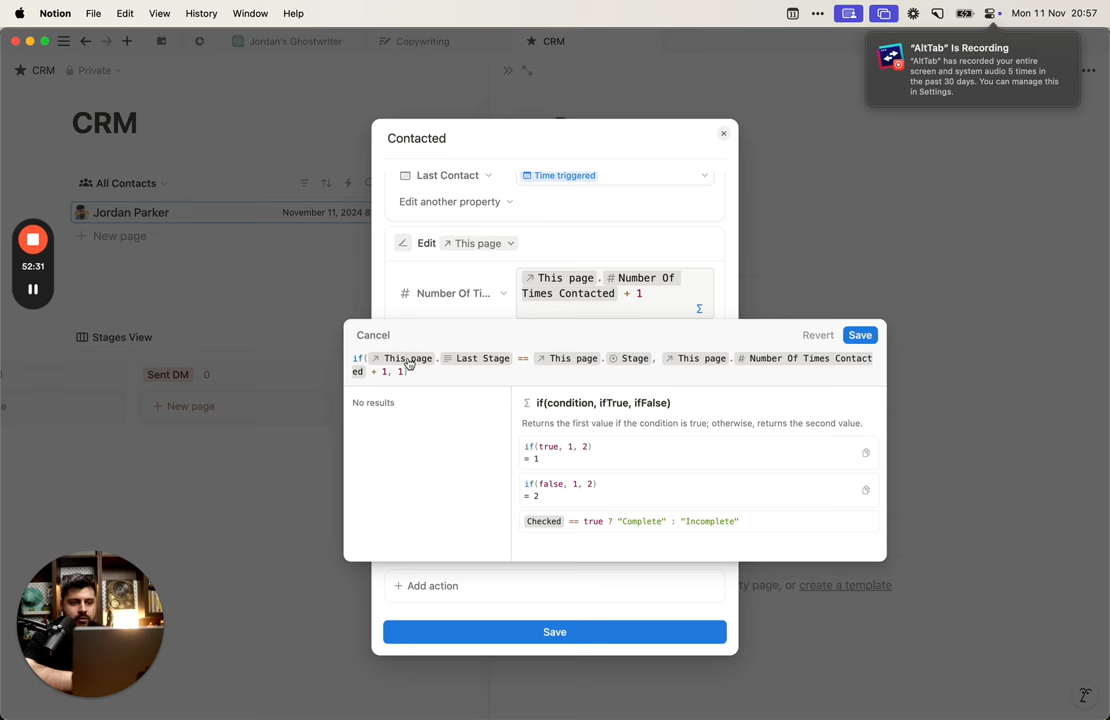 Notion File Edit View History Window Help
Mon 11 Nov 20:57
Jordan's Ghostwriter
Copywriting
CRM
"AltTab" Is Recording
"AltTab" has recorded your entire
screen and system audio 5 times in
the past 30 days. You can manage this
in Settings.
CRM Private
CRM
All Contacts
Jordan Parker November 11, 2024 8
+ New page
52:31
Stages View
Sent DM 0
+ New page
Contacted
Last Contact Time triggered
Edit another property
Edit This page
# Number Of Ti... This page . # Number Of
Times Contacted + 1
Σ
Cancel Revert Save
if( This page . Last Stage == This page . Stage, This page . # Number Of Times Contact
ed + 1, 1)
No results
Σ if(condition, ifTrue, ifFalse)
Returns the first value if the condition is true; otherwise, returns the second value.
if(true, 1, 2)
= 1
if(false, 1, 2)
= 2
Checked == true ? "Complete" : "Incomplete"
+ Add action
ty page, or create a template
Save